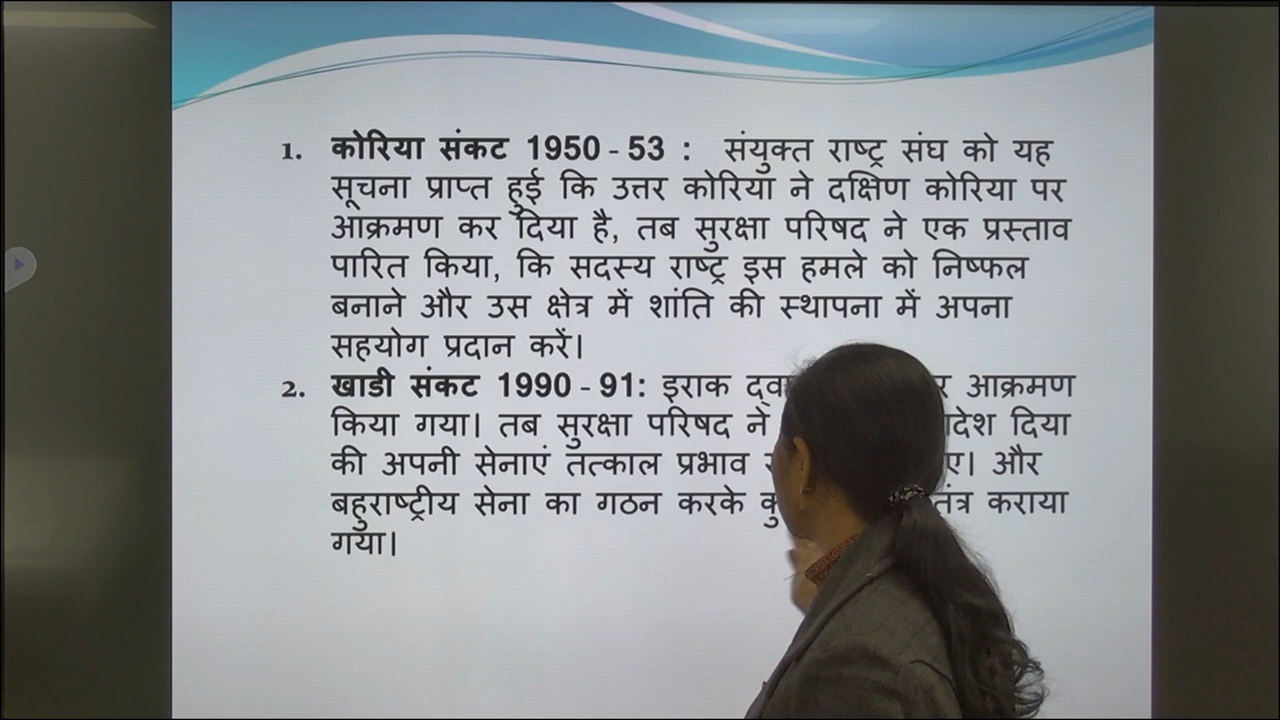 1. कोरिया संकट 1950 - 53 : संयुक्त राष्ट्र संघ को यह
सूचना प्राप्त हुई कि उत्तर कोरिया ने दक्षिण कोरिया पर
आक्रमण कर दिया है, तब सुरक्षा परिषद ने एक प्रस्ताव
पारित किया, कि सदस्य राष्ट्र इस हमले को निष्फल
बनाने और उस क्षेत्र में शांति की स्थापना में अपना
सहयोग प्रदान करें।
2. खाडी संकट 1990 - 91: इराक आक्रमण
किया गया। तब सुरक्षा परिषद ने दिया
की अपनी सेनाएं तत्काल प्रभाव और
बहुराष्ट्रीय सेना का गठन करके कराया
गया।